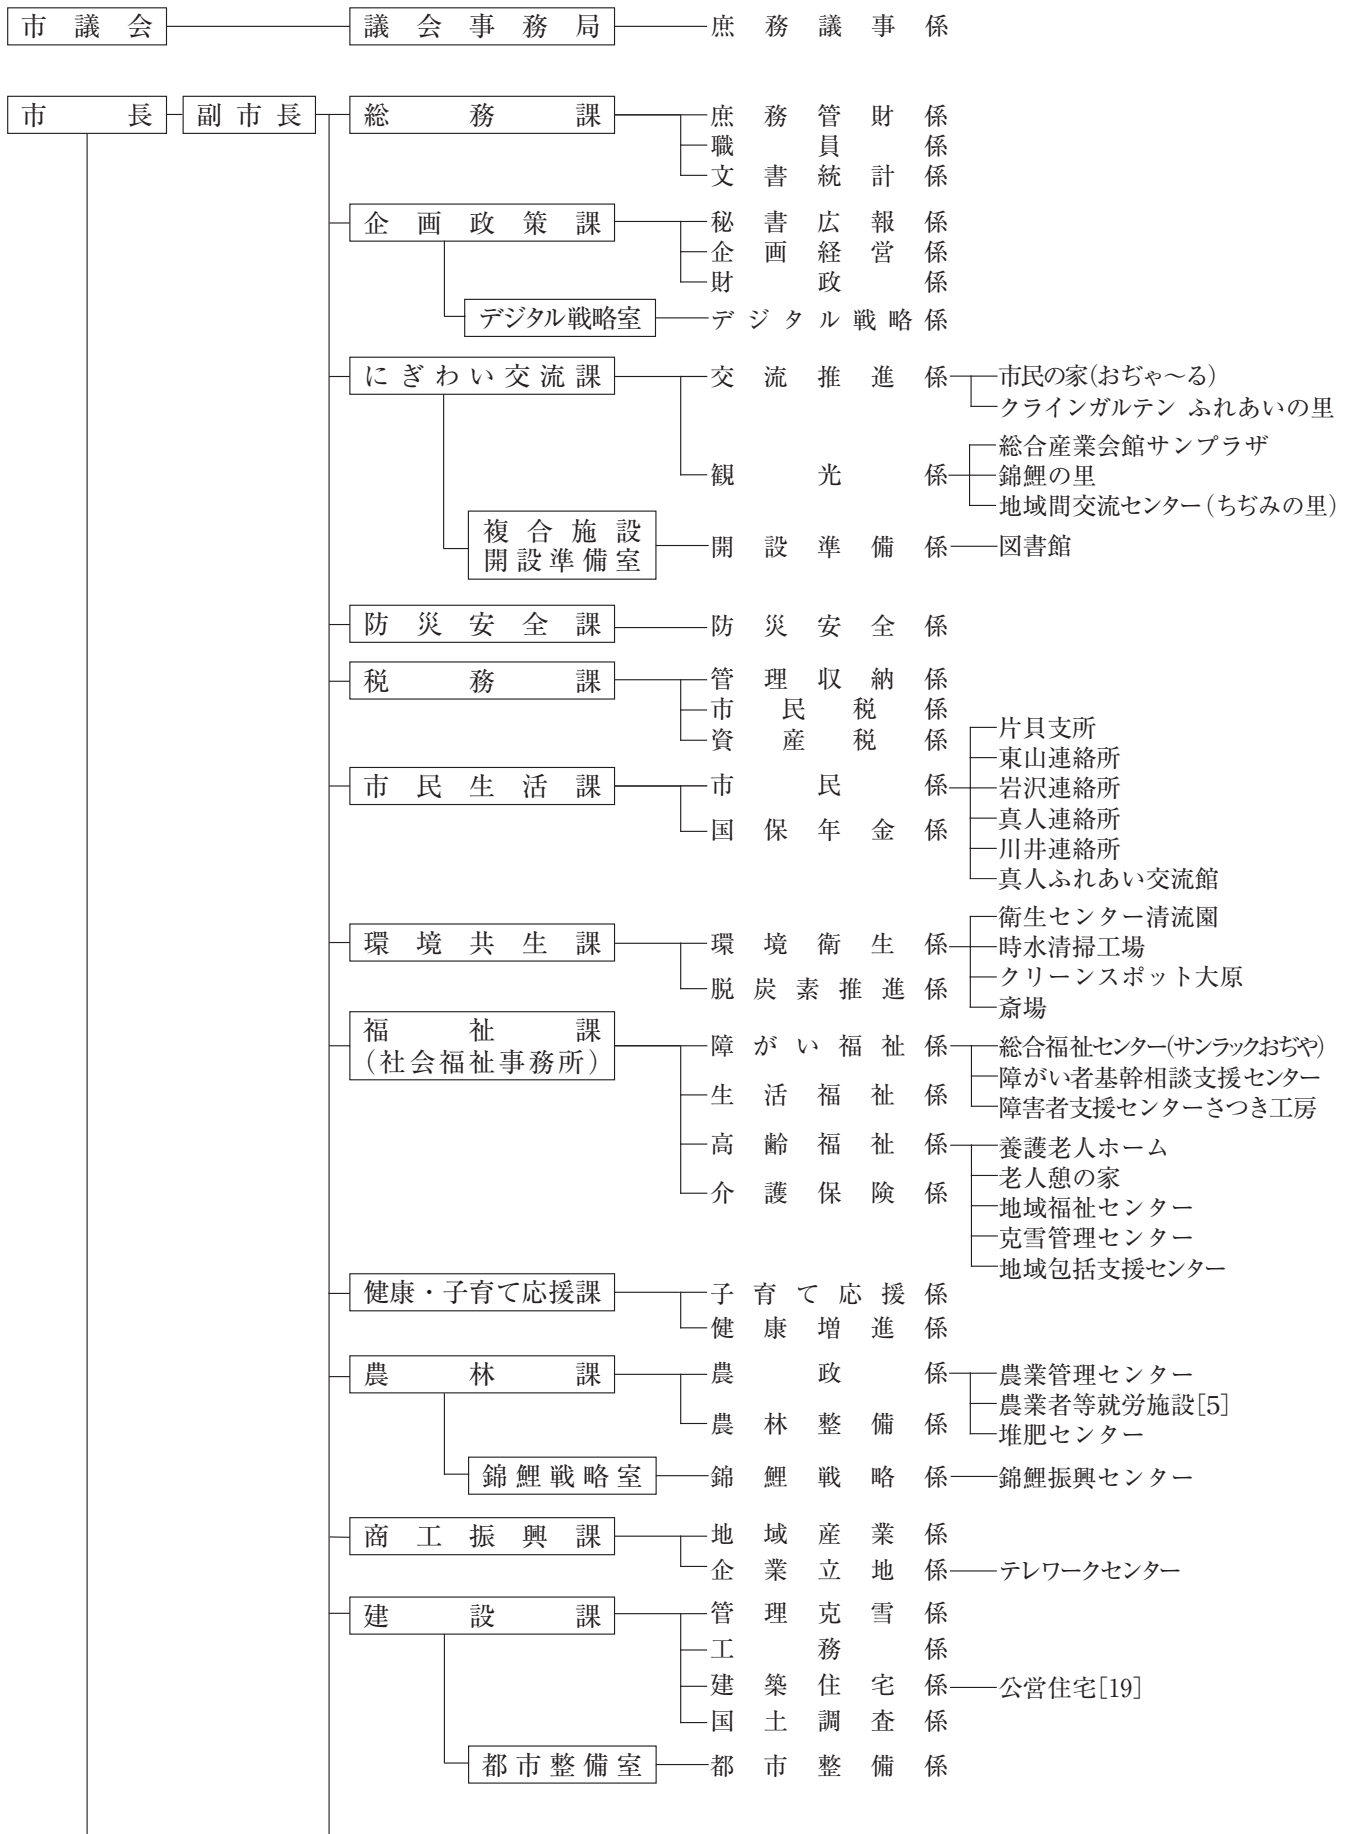 市議会 議会事務局 庶務議事係
市長 副市長 総務課 庶務管財係
職員係
文書統計係
企画政策課 秘書広報係
企画経営係
財政係
デジタル戦略室 デジタル戦略係
にぎわい交流課 交流推進係 市民の家(おぢゃ～る)
クラインガルテン ふれあいの里
総合産業会館サンプラザ
観光係 錦鯉の里
地域間交流センター(ちぢみの里)
複合施設
開設準備室 開設準備係 図書館
防災安全課 防災安全係
税務課 管理収納係
市民税係
資産税係
片貝支所
東山連絡所
市民生活課 市民係 岩沢連絡所
真人連絡所
国保年金係
川井連絡所
真人ふれあい交流館
衛生センター清流園
環境共生課 環境衛生係 時水清掃工場
クリーンスポット大原
脱炭素推進係
斎場
福祉課
(社会福祉事務所) 障がい福祉係 総合福祉センター(サンラックおぢや)
障がい者基幹相談支援センター
生活福祉係
障害者支援センターさつき工房
高齢福祉係 養護老人ホーム
老人憩の家
介護保険係
地域福祉センター
克雪管理センター
地域包括支援センター
健康・子育て応援課 子育て応援係
健康増進係
農林課 農政係 農業管理センター
農業者等就労施設[5]
農林整備係
堆肥センター
錦鯉戦略室 錦鯉戦略係 錦鯉振興センター
商工振興課 地域産業係
企業立地係 テレワークセンター
建設課 管理克雪係
工務係
建築住宅係 公営住宅[19]
国土調査係
都市整備室 都市整備係